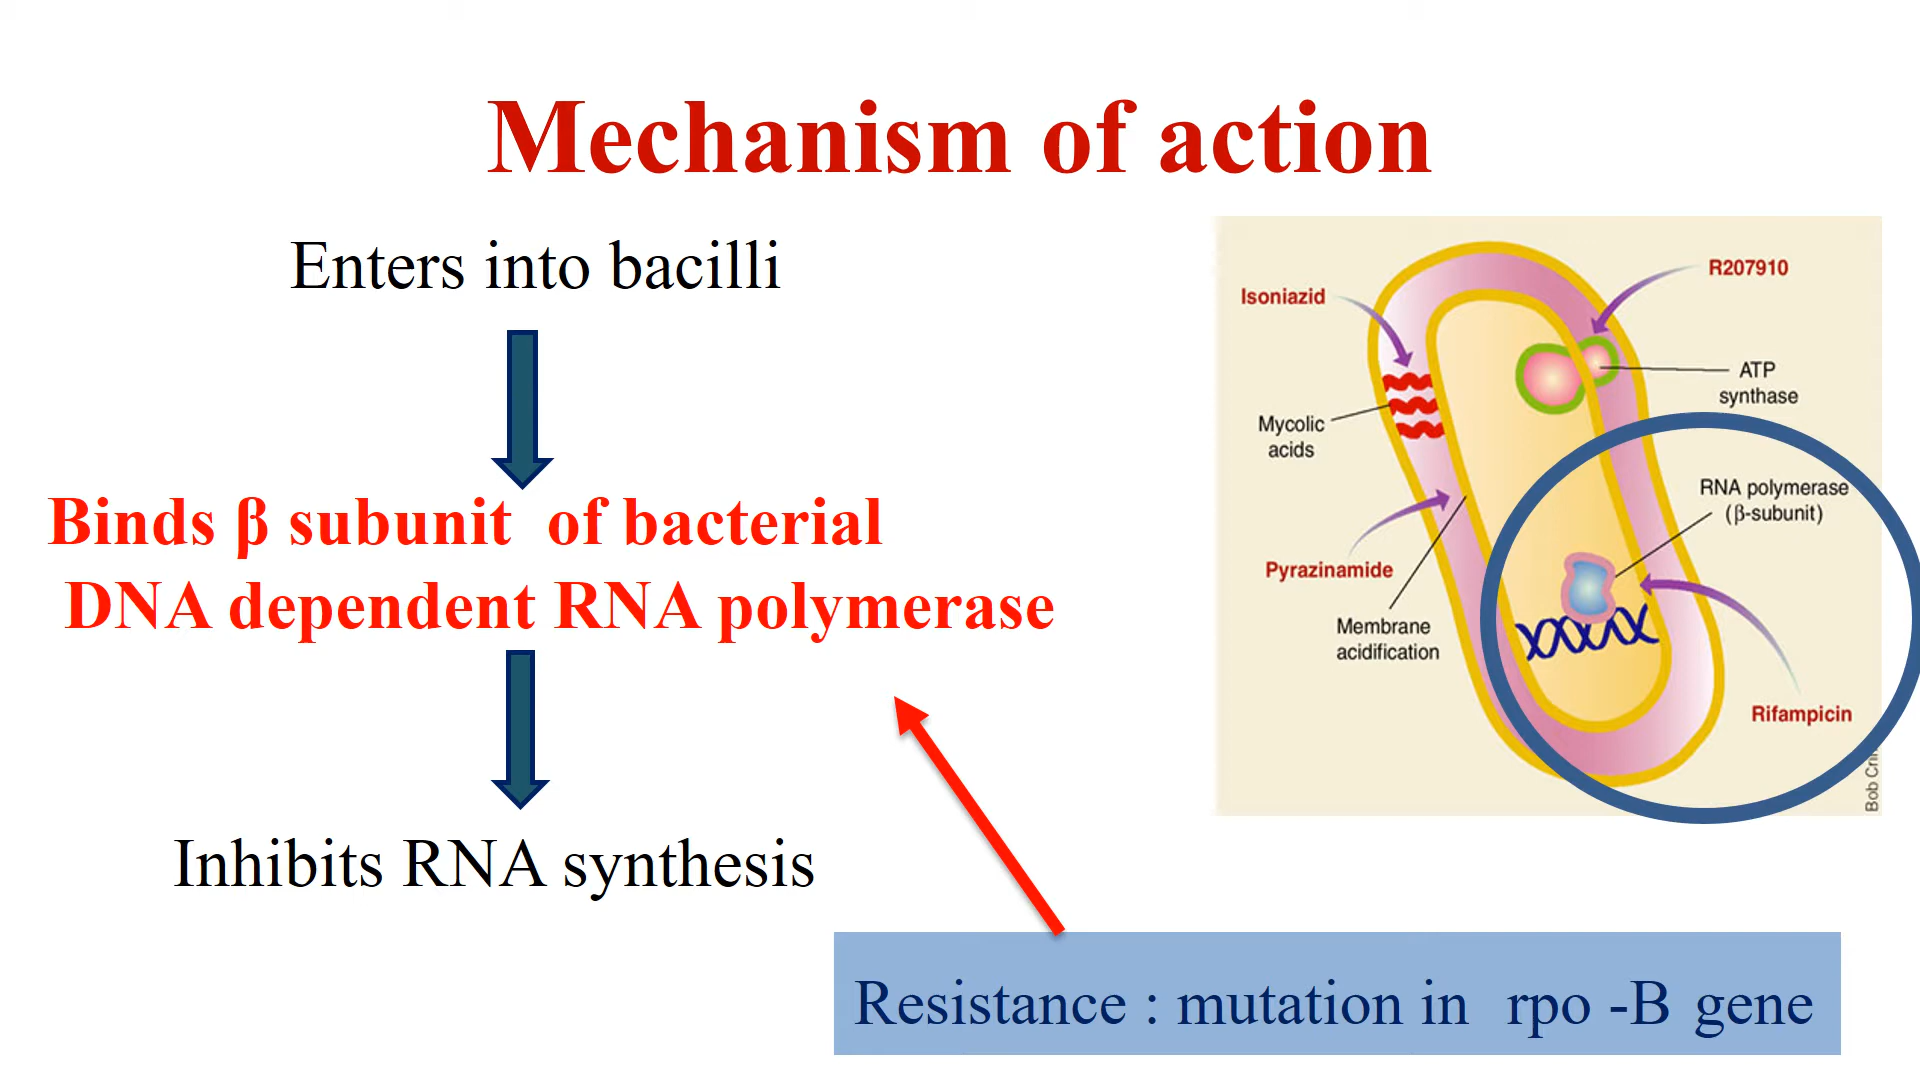 Mechanism of action
Enters into bacilli
Binds β subunit of bacterial
DNA dependent RNA polymerase
Inhibits RNA synthesis
Resistance : mutation in rpo -B gene
Isoniazid
R207910
ATP
synthase
Mycolic
acids
RNA polymerase
(β-subunit)
Pyrazinamide
Membrane
acidification
Rifampicin
Bob